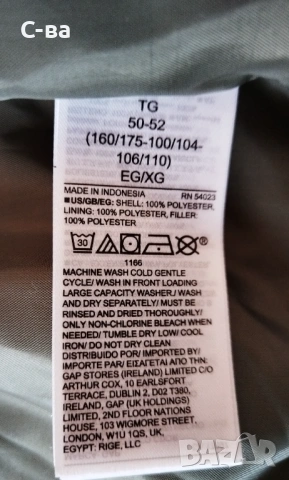 С-ва
TG
50-52
(160/175-100/104-
106/110)
EG/XG
MADE IN INDONESIA RN 54023
■US/GB/EG: SHELL: 100% POLYESTER,
LINING: 100% POLYESTER, FILLER:
100% POLYESTER
30
1166
MACHINE WASH COLD GENTLE
CYCLE/ WASH IN FRONT LOADING
LARGE CAPACITY WASHER./ WASH
AND DRY SEPARATELY/ MUST BE
RINSED AND DRIED THOROUGHLY/
ONLY NON-CHLORINE BLEACH WHEN
NEEDED/ TUMBLE DRY LOW/ COOL
IRON/ DO NOT DRY CLEAN
DISTRIBUIDO POR/ IMPORTED BY/
IMPORTE PAR/ ΕΙΣΑΓΕΤΑΙ ΑΠΟ ΤΗΝ:
GAP STORES (IRELAND) LIMITED C/O
ARTHUR COX, 10 EARLSFORT
TERRACE, DUBLIN 2, D02 T380,
IRELAND, GAP (UK HOLDINGS)
LIMITED, 2ND FLOOR NATIONS
HOUSE, 103 WIGMORE STREET,
LONDON, W1U 1QS, UK,
EGYPT: RIGE, LLC
bazar